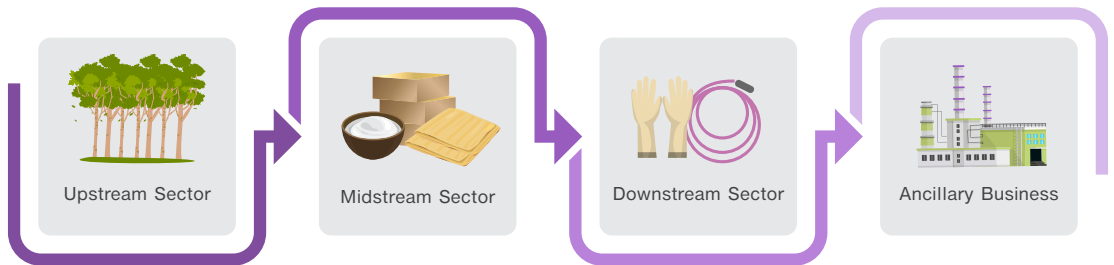 Upstream Sector
Midstream Sector
Downstream Sector
Ancillary Business